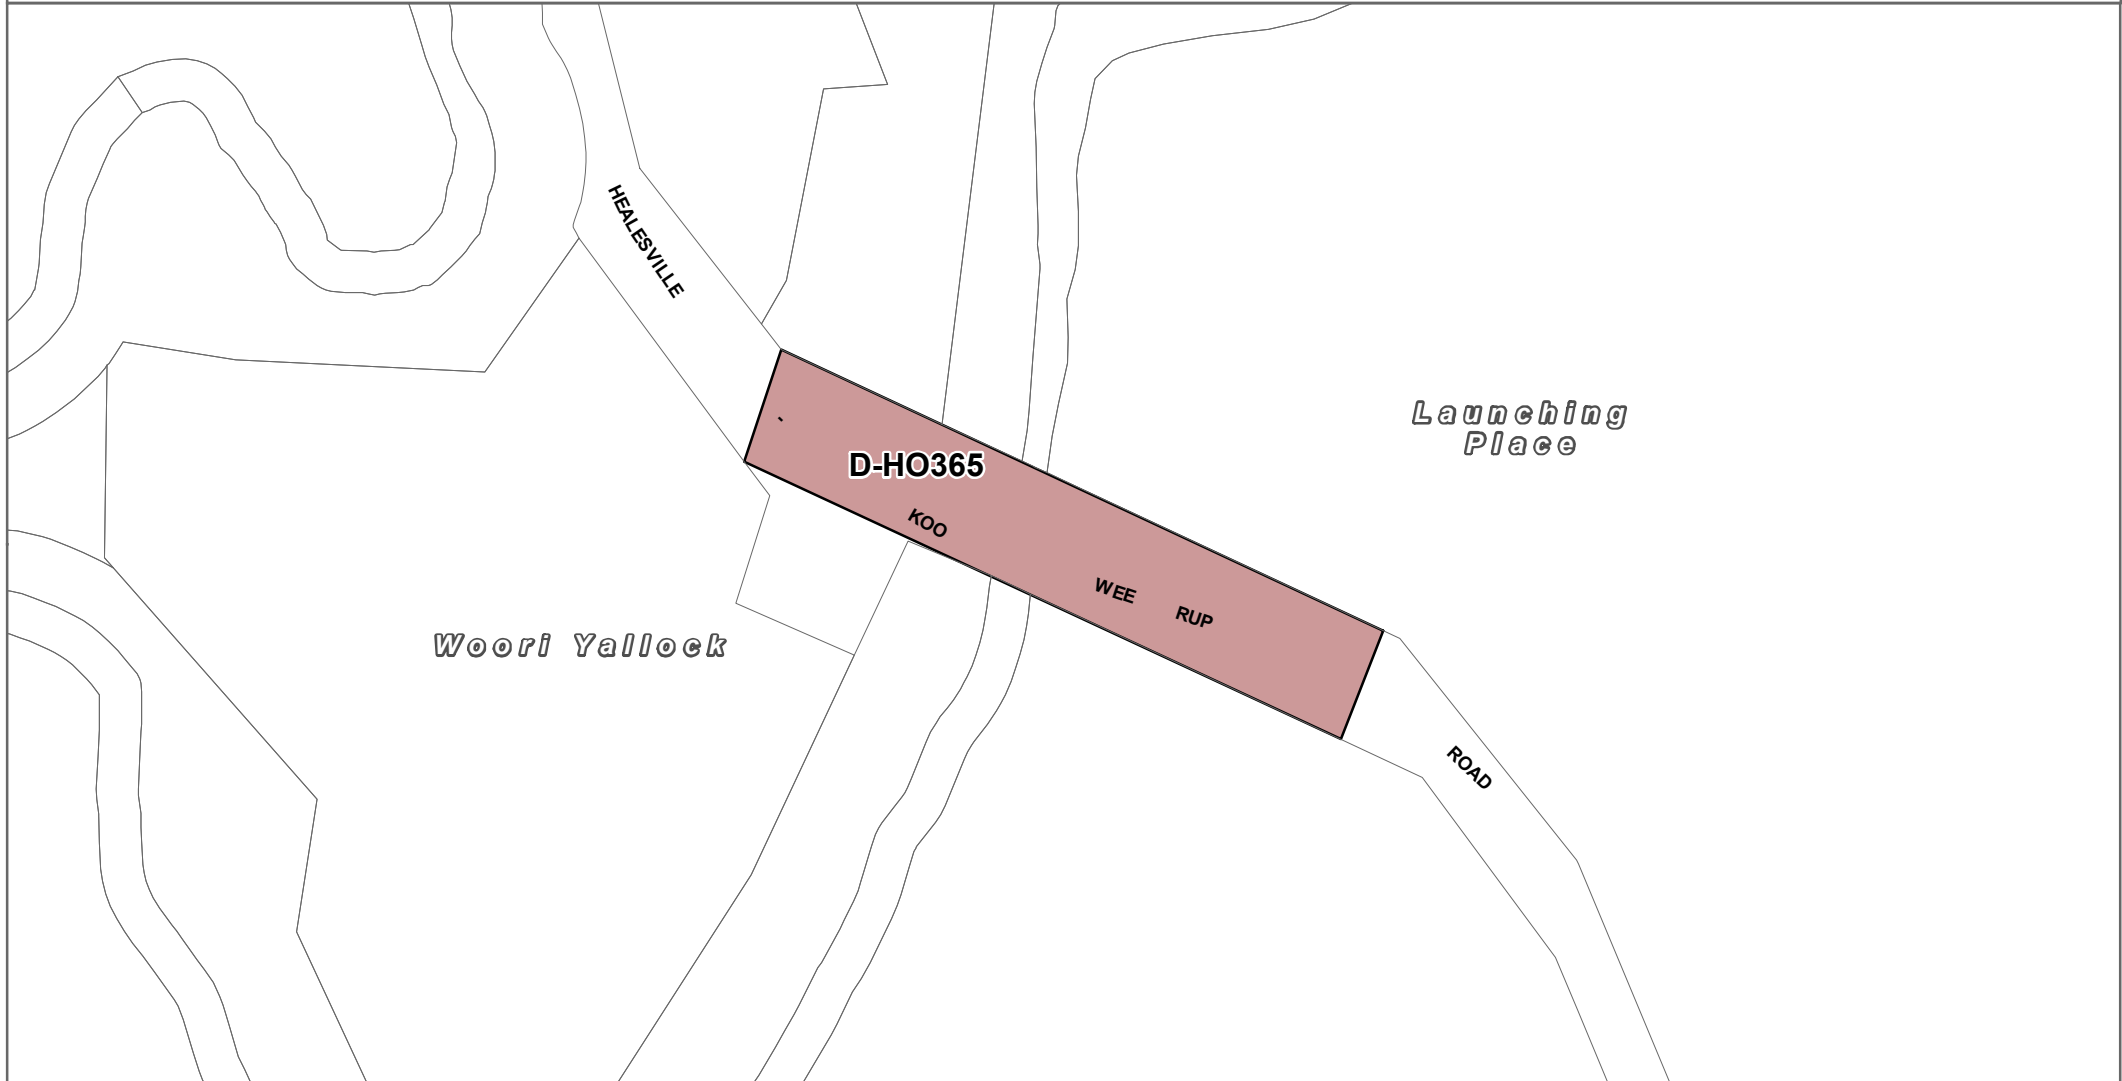 HEALESVILLE
-
Launching
Place
D-HO365
KOO
WEE
RUP
Woori Yallock
ROAD